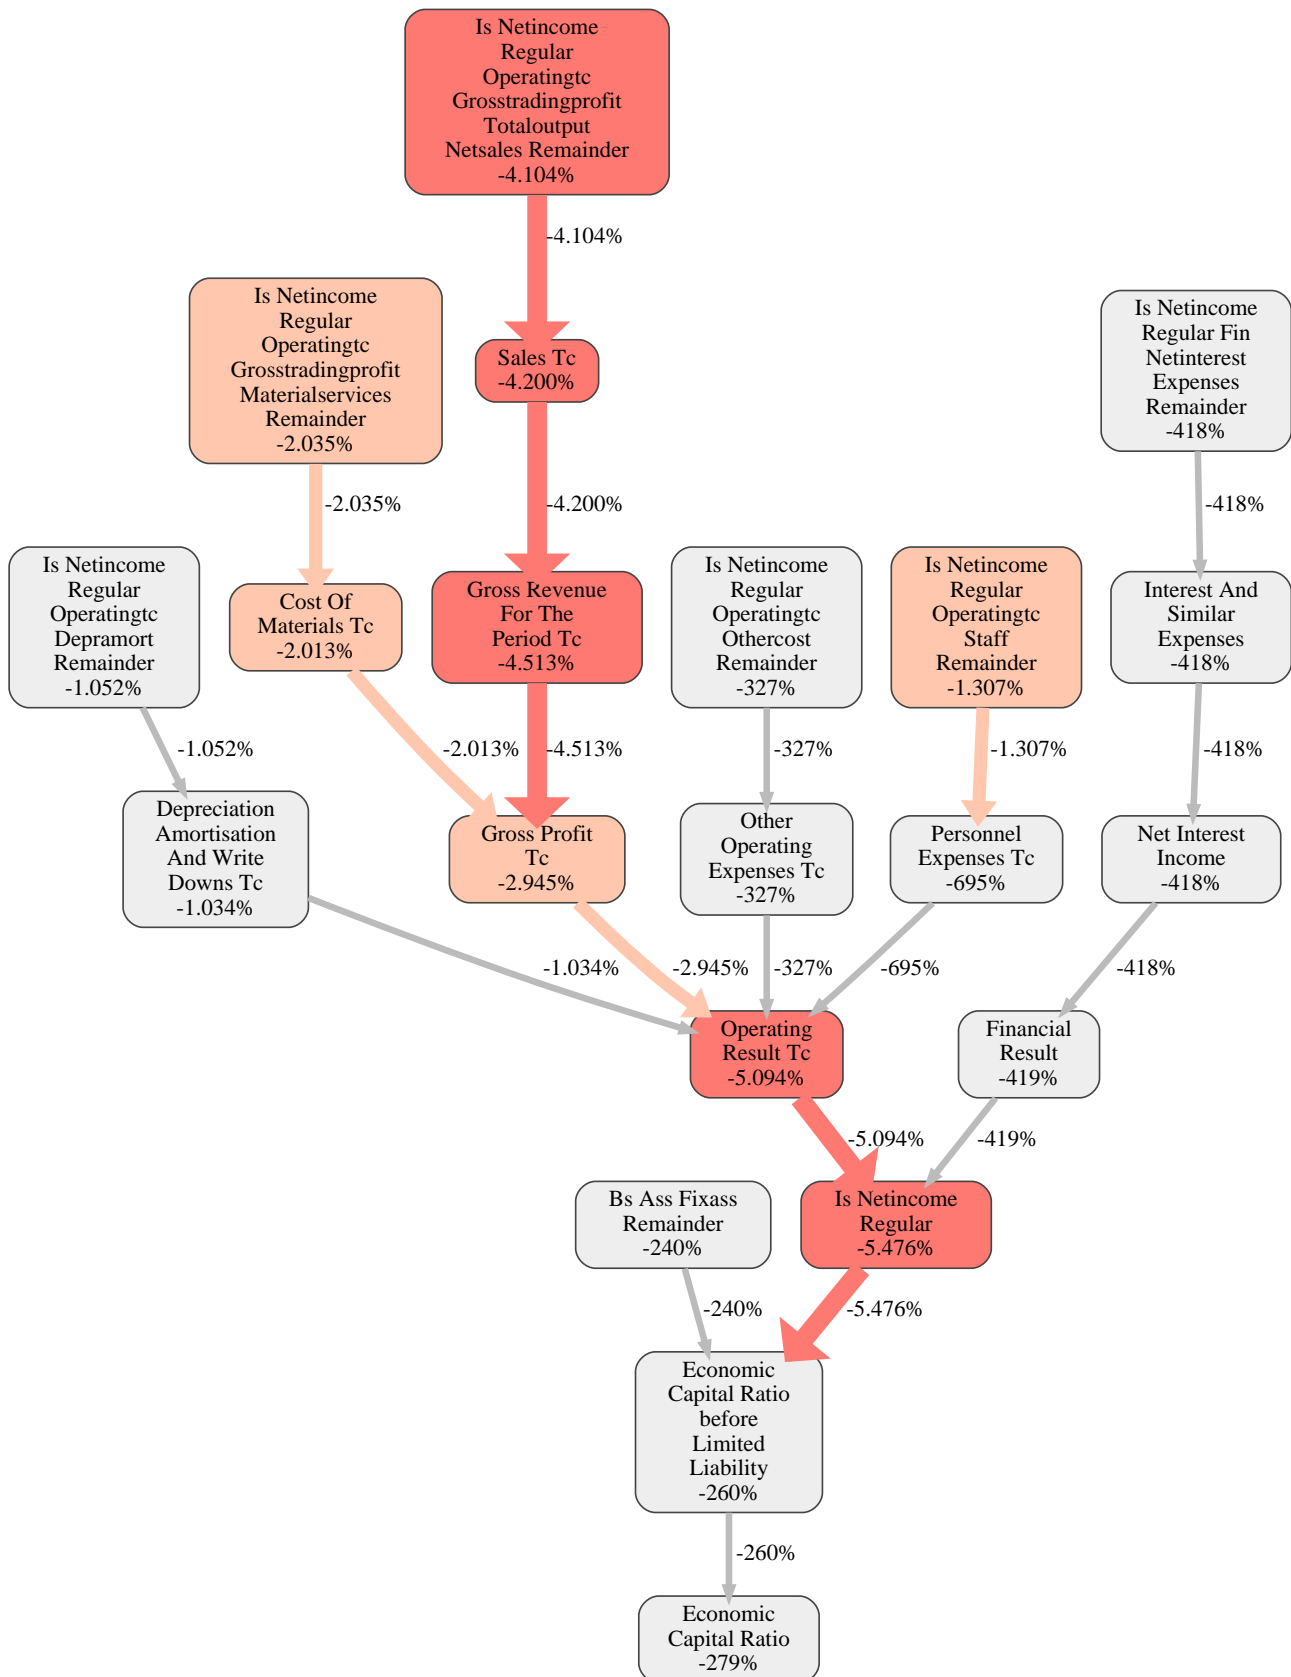 Is Netincome
Regular
Operatingtc
Grosstradingprofit
Totaloutput
Netsales Remainder
-4.104%
-4.104%
Is Netincome
Regular
Operatingtc
Grosstradingprofit
Materialservices
Remainder
-2.035%
Is Netincome
Regular Fin
Netinterest
Expenses
Remainder
-418%
Sales Tc
-4.200%
-2.035%
-4.200%
-418%
Is Netincome
Regular
Operatingtc
Depramort
Remainder
-1.052%
Cost Of
Materials Tc
-2.013%
Gross Revenue
For The
Period Tc
-4.513%
Is Netincome
Regular
Operatingtc
Othercost
Remainder
-327%
Is Netincome
Regular
Operatingtc
Staff
Remainder
-1.307%
Interest And
Similar
Expenses
-418%
-1.052%
-2.013%
-4.513%
-327%
-1.307%
-418%
Depreciation
Amortisation
And Write
Downs Tc
-1.034%
Gross Profit
Tc
-2.945%
Other
Operating
Expenses Tc
-327%
Personnel
Expenses Tc
-695%
Net Interest
Income
-418%
-1.034%
-2.945%
-327%
-695%
-418%
Operating
Result Tc
-5.094%
Financial
Result
-419%
-5.094%
-419%
Bs Ass Fixass
Remainder
-240%
Is Netincome
Regular
-5.476%
-240%
-5.476%
Economic
Capital Ratio
before
Limited
Liability
-260%
-260%
Economic
Capital Ratio
-279%